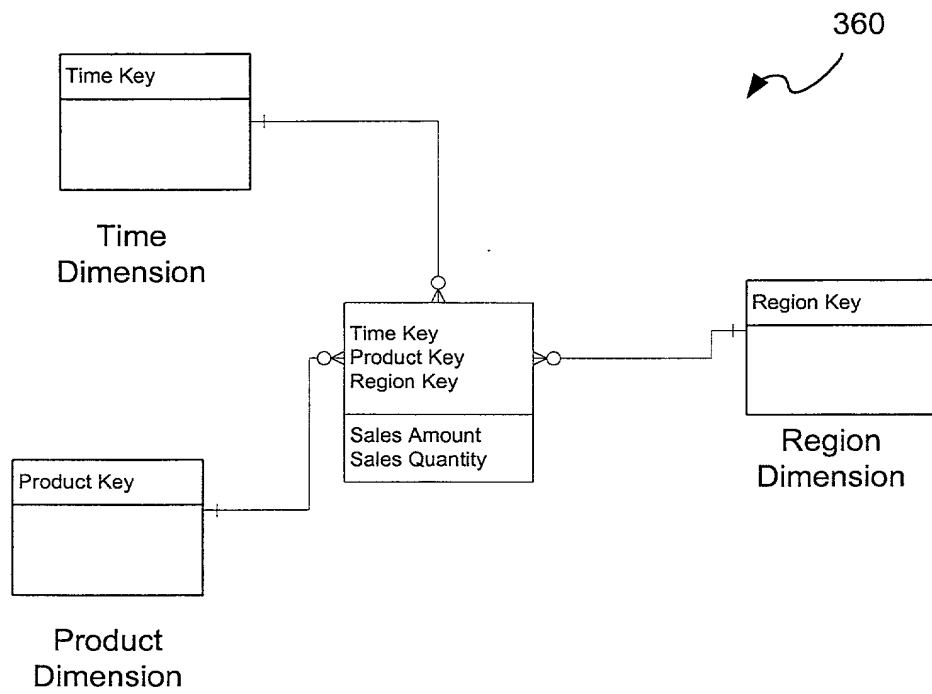 360
Time Key
Time
Dimension
Time Key
Product Key
Region Key
Sales Amount
Sales Quantity
Region Key
Region
Dimension
Product Key
Product
Dimension